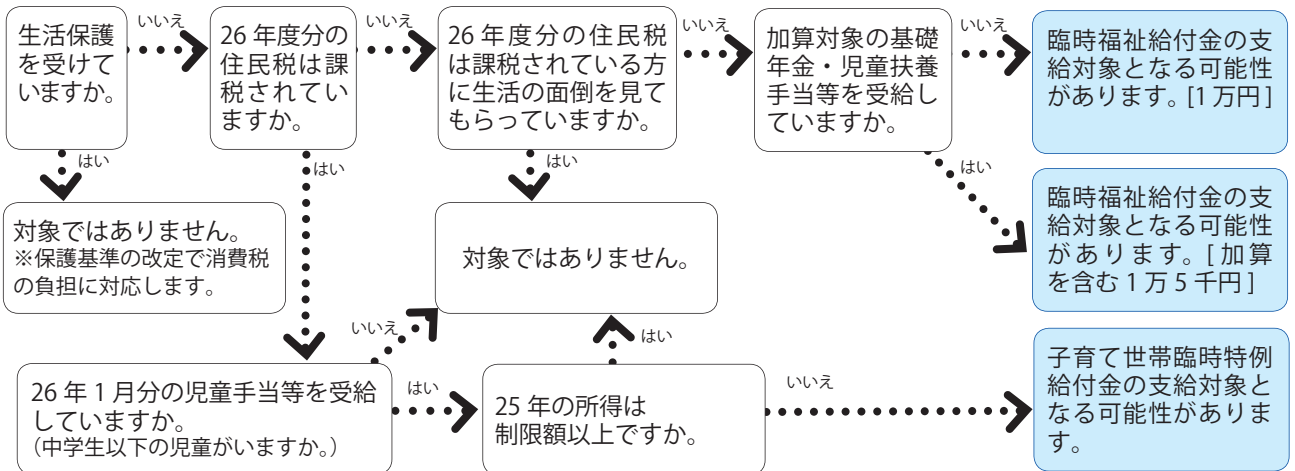 生活保護
を受けて
いますか。
いいえ
はい
26 年度分の
住民税は課
税されてい
ますか。
いいえ
はい
26 年度分の住民税
は課税されている方
に生活の面倒を見て
もらっていますか。
いいえ
はい
加算対象の基礎
年金・児童扶養
手当等を受給し
ていますか。
いいえ
はい
臨時福祉給付金の支
給対象となる可能性
があります。[1 万円 ]
臨時福祉給付金の支
給対象となる可能性
があります。[ 加算
を含む 1 万 5 千円 ]
対象ではありません。
※保護基準の改定で消費税
の負担に対応します。
対象ではありません。
26 年 1 月分の児童手当等を受給
していますか。
(中学生以下の児童がいますか。)
いいえ
はい
25 年の所得は
制限額以上ですか。
はい
いいえ
子育て世帯臨時特例
給付金の支給対象と
なる可能性がありま
す。